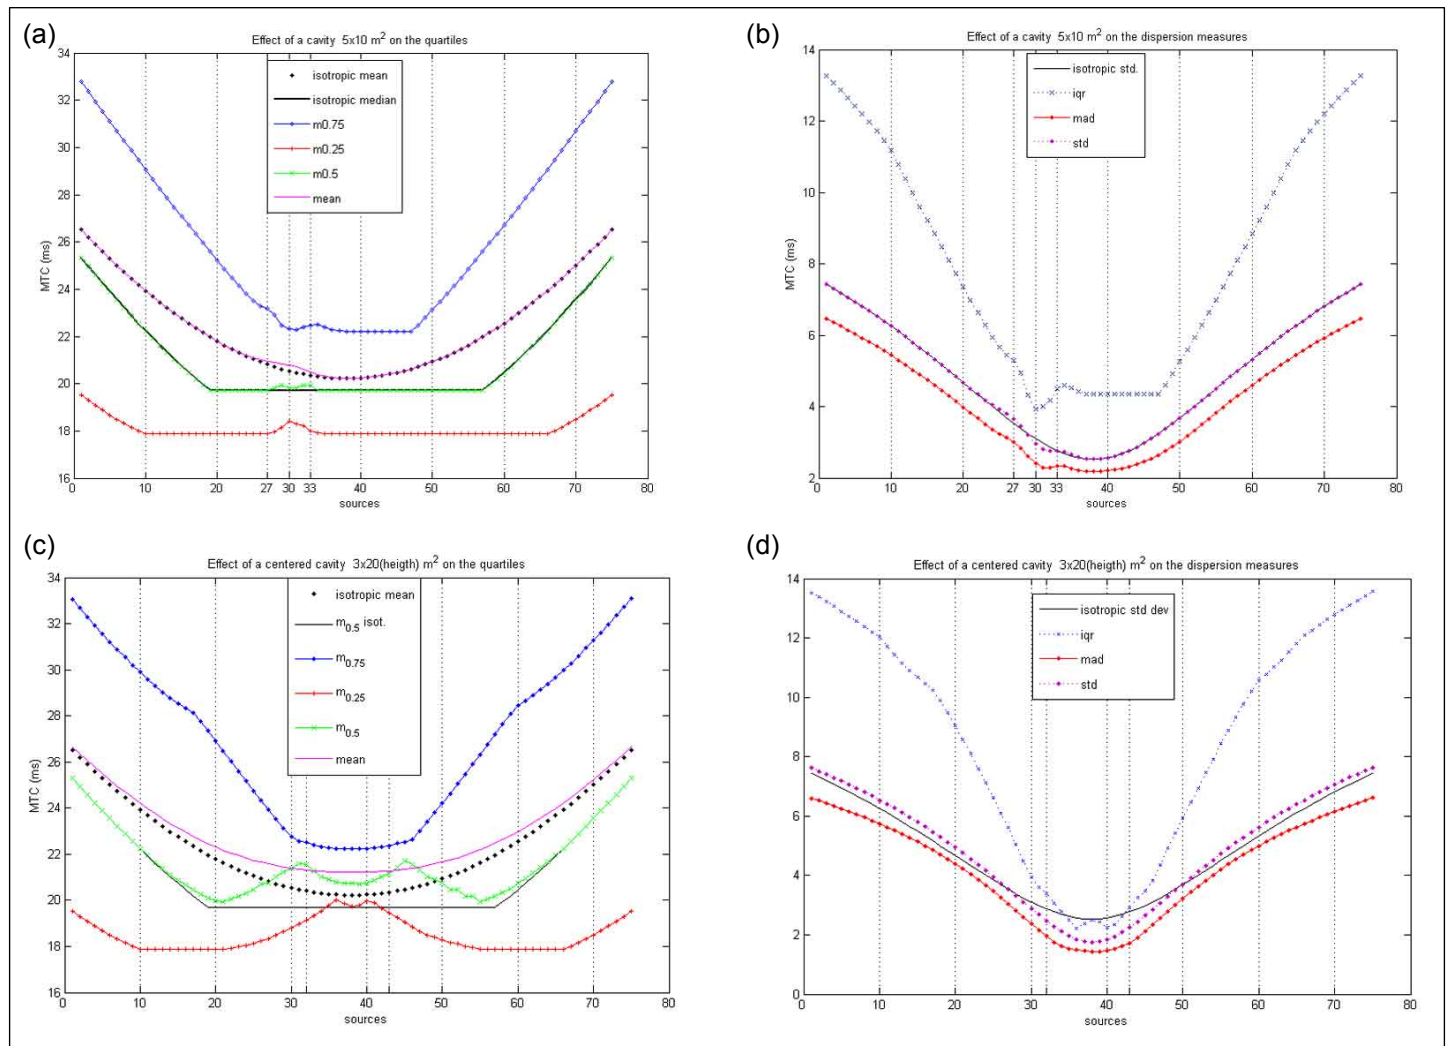 (a)
Effect of a cavity 5x10 m² on the quartiles
34
32
30
28
26
24
22
20
18
16
MTC (ms)
isotropic mean
isotropic median
m0.75
m0.25
m0.5
mean
0 10 20 27 30 33 40 50 60 70 80
sources
(b)
Effect of a cavity 5x10 m² on the dispersion measures
14
12
10
8
6
4
2
MTC (ms)
isotropic std.
iqr
mad
std
0 10 20 27 30 33 40 50 60 70 80
sources
(c)
Effect of a centered cavity 3x20(heigth) m² on the quartiles
34
32
30
28
26
24
22
20
18
16
MTC (ms)
isotropic mean
m0.5 isot.
m0.75
m0.25
m0.5
mean
0 10 20 30 40 50 60 70 80
sources
(d)
Effect of a centered cavity 3x20(heigth) m² on the dispersion measures
14
12
10
8
6
4
2
0
isotropic std dev
iqr
mad
std
0 10 20 30 40 50 60 70 80
sources